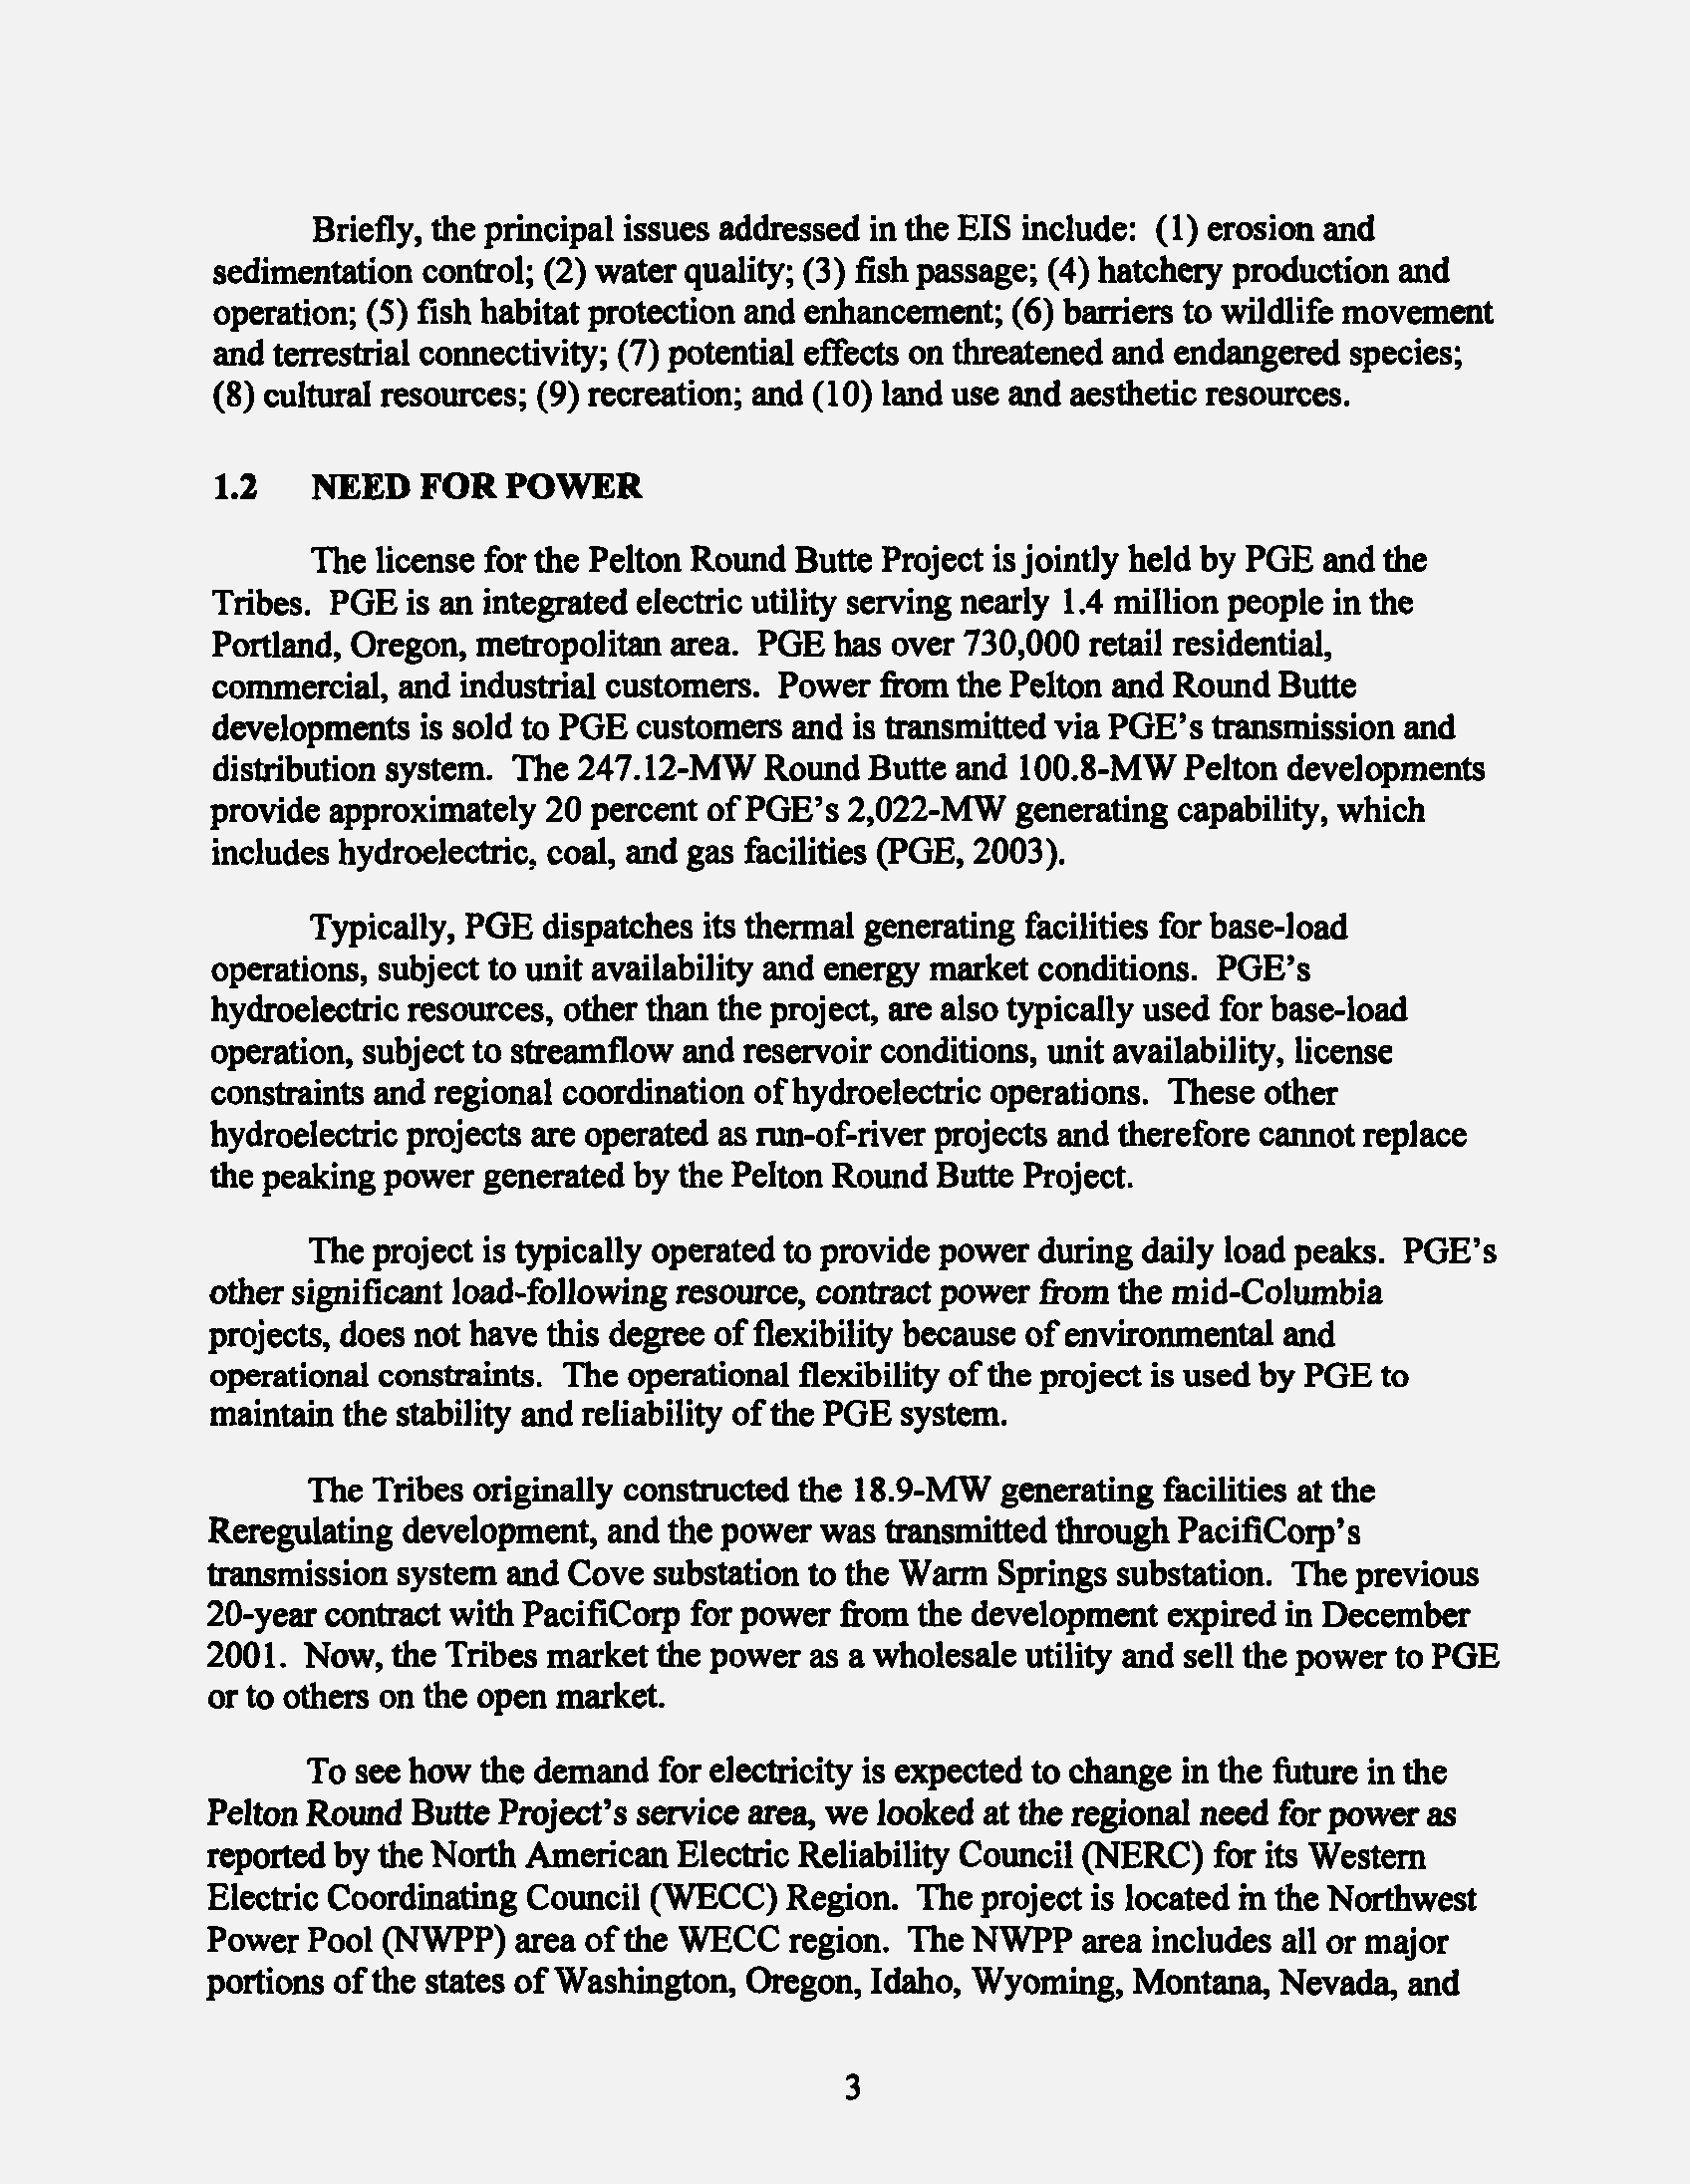 Briefly, the principal issues addressed in the EIS include: (1) erosion and
sedimentation control; (2) water quality; (3) fish passage; (4) hatchery production and
operation; (5) fish habitat protection and enhancement; (6) barriers to wildlife movement
and terrestrial connectivity; (7) potential effects on threatened and endangered species;
(8) cultural resources; (9) recreation; and (10) land use and aesthetic resources.
1.2 NEED FOR POWER
The license for the Pelton Round Butte Project is jointly held by PGE and the
Tribes. PGE is an integrated electric utility serving nearly 1.4 million people in the
Portland, Oregon, metropolitan area. PGE has over 730,000 retail residential,
commercial, and industrial customers. Power from the Pelton and Round Butte
developments is sold to PGE customers and is transmitted via PGE's transmission and
distribution system. The 247.12-MW Round Butte and 100.8-MW Pelton developments
provide approximately 20 percent of PGE's 2,022-MW generating capability, which
includes hydroelectric, coal, and gas facilities (PGE, 2003).
Typically, PGE dispatches its thermal generating facilities for base-load
operations, subject to unit availability and energy market conditions. PGE's
hydroelectric resources, other than the project, are also typically used for base-load
operation, subject to streamflow and reservoir conditions, unit availability, license
constraints and regional coordination of hydroelectric operations. These other
hydroelectric projects are operated as run-of-river projects and therefore cannot replace
the peaking power generated by the Pelton Round Butte Project.
The project is typically operated to provide power during daily load peaks. PGE's
other significant load-following resource, contract power from the mid-Columbia
projects, does not have this degree of flexibility because of environmental and
operational constraints. The operational flexibility of the project is used by PGE to
maintain the stability and reliability of the PGE system.
The Tribes originally constructed the 18.9-MW generating facilities at the
Reregulating development, and the power was transmitted through PacifiCorp's
transmission system and Cove substation to the Warm Springs substation. The previous
20-year contract with PacifiCorp for power from the development expired in December
2001. Now, the Tribes market the power as a wholesale utility and sell the power to PGE
or to others on the open market.
To see how the demand for electricity is expected to change in the future in the
Pelton Round Butte Project's service area, we looked at the regional need for power as
reported by the North American Electric Reliability Council (NERC) for its Western
Electric Coordinating Council (WECC) Region. The project is located in the Northwest
Power Pool (NWPP) area of the WECC region. The NWPP area includes all or major
portions of the states of Washington, Oregon, Idaho, Wyoming, Montana, Nevada, and
3